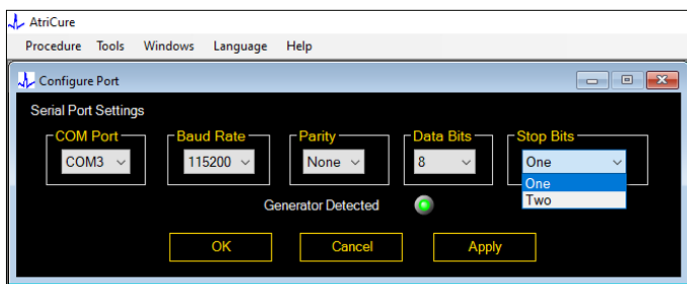 AtriCure
Procedure Tools Windows Language Help
Configure Port
Serial Port Settings
COM Port Baud Rate Parity Data Bits Stop Bits
COM3 115200 None 8 One
One
Two
Generator Detected
OK Cancel Apply